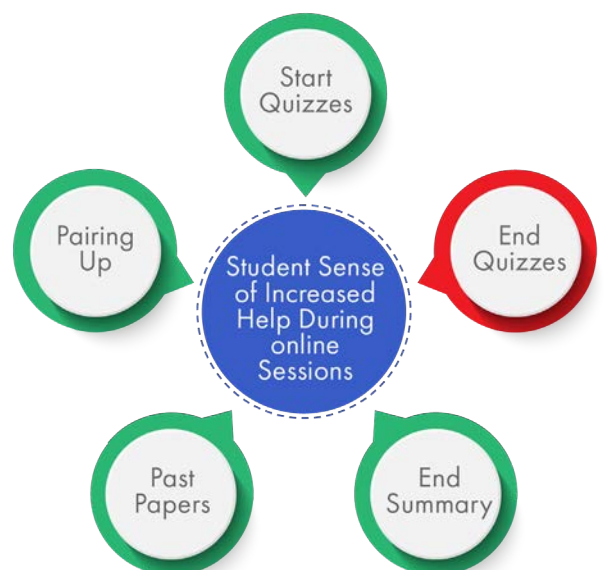 Start
Quizzes
Pairing
Up
End
Quizzes
Student Sense
of Increased
Help During
online
Sessions
Past
Papers
End
Summary